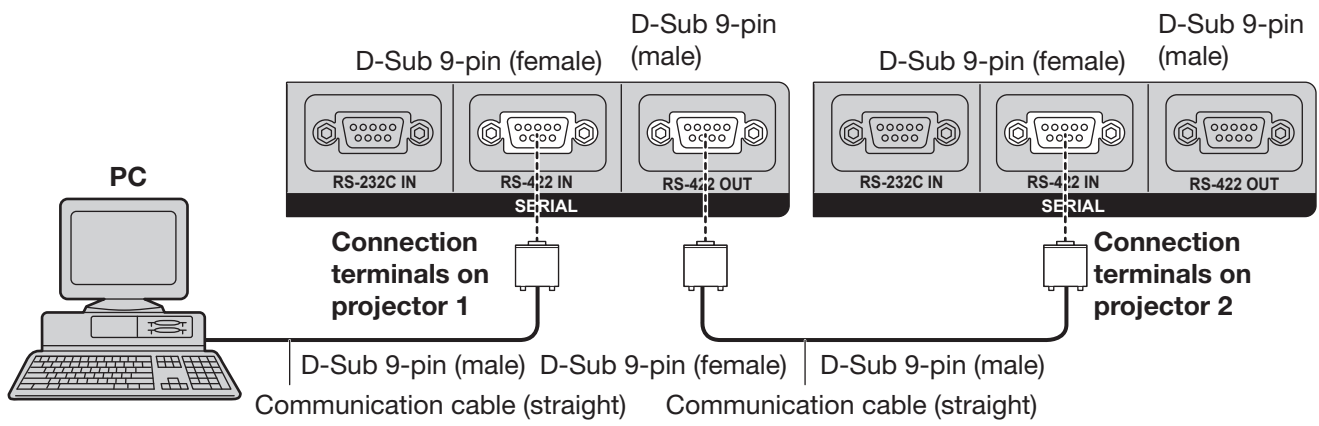 D-Sub 9-pin (female)
D-Sub 9-pin
(male)
D-Sub 9-pin (female)
D-Sub 9-pin
(male)
PC
RS-232C IN
RS-422 IN
RS-422 OUT
SERIAL
RS-232C IN
RS-422 IN
RS-422 OUT
SERIAL
Connection
terminals on
projector 1
Connection
terminals on
projector 2
D-Sub 9-pin (male)
D-Sub 9-pin (female)
D-Sub 9-pin (male)
Communication cable (straight)
Communication cable (straight)